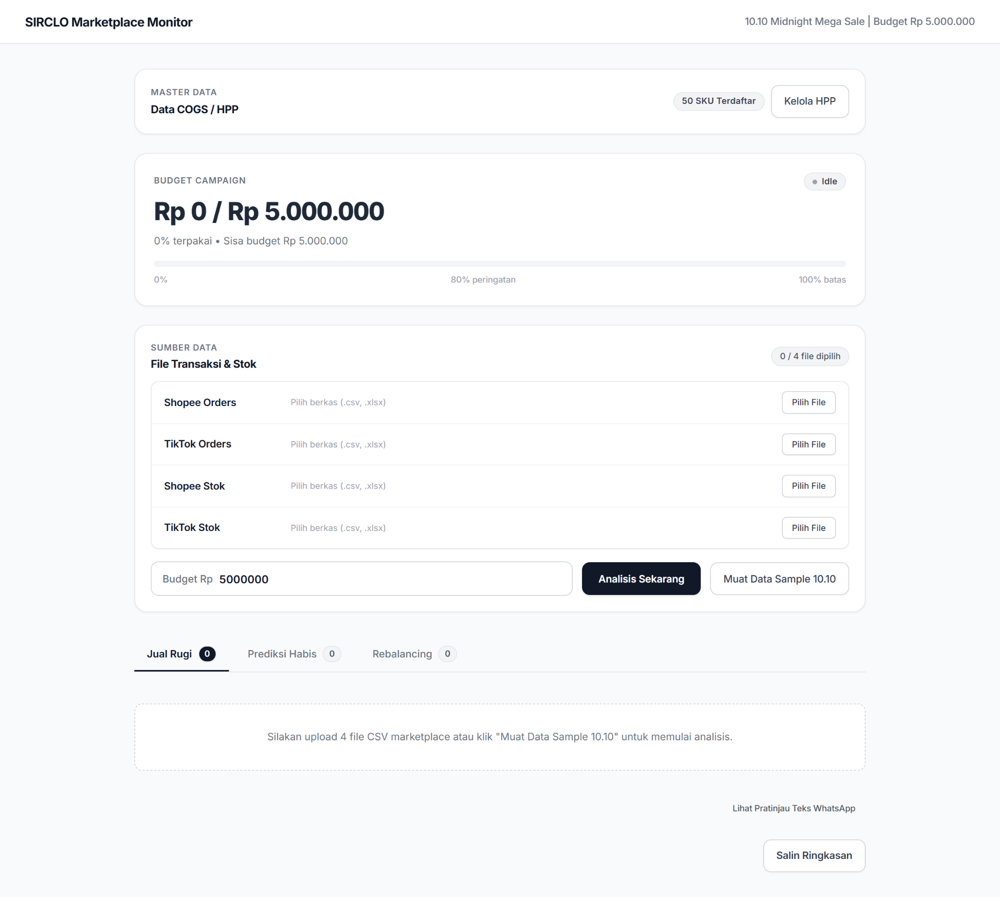 SIRCLO Marketplace Monitor
10.10 Midnight Mega Sale | Budget Rp 5.000.000
MASTER DATA
Data COGS / HPP
50 SKU Terdaftar
Kelola HPP
BUDGET CAMPAIGN
Idle
Rp 0 / Rp 5.000.000
0% terpakai • Sisa budget Rp 5.000.000
0%
80% peringatan
100% batas
SUMBER DATA
File Transaksi & Stok
0 / 4 file dipilih
Shopee Orders
Pilih berkas (.csv, .xlsx)
Pilih File
TikTok Orders
Pilih berkas (.csv, .xlsx)
Pilih File
Shopee Stok
Pilih berkas (.csv, .xlsx)
Pilih File
TikTok Stok
Pilih berkas (.csv, .xlsx)
Pilih File
Budget Rp 5000000
Analisis Sekarang
Muat Data Sample 10.10
Jual Rugi 0
Prediksi Habis 0
Rebalancing 0
Silakan upload 4 file CSV marketplace atau klik "Muat Data Sample 10.10" untuk memulai analisis.
Lihat Pratinjau Teks WhatsApp
Salin Ringkasan